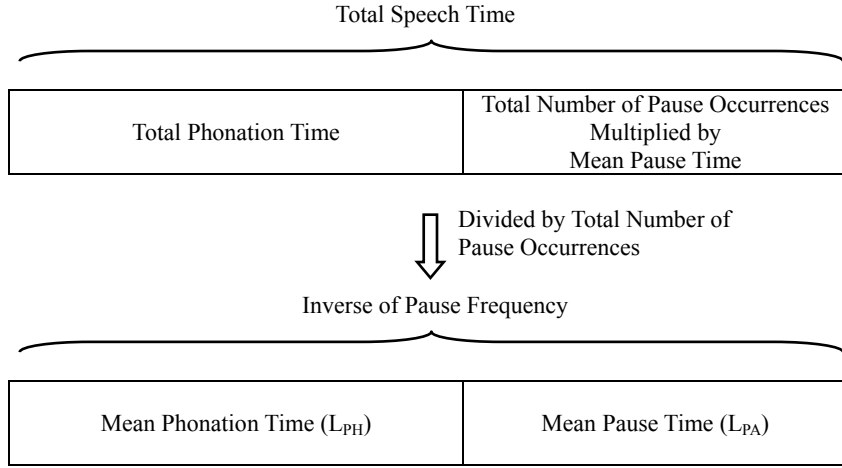 Total Speech Time
Total Phonation Time
Total Number of Pause Occurrences
Multiplied by
Mean Pause Time
Divided by Total Number of
Pause Occurrences
Inverse of Pause Frequency
Mean Phonation Time (LPH)
Mean Pause Time (LPA)